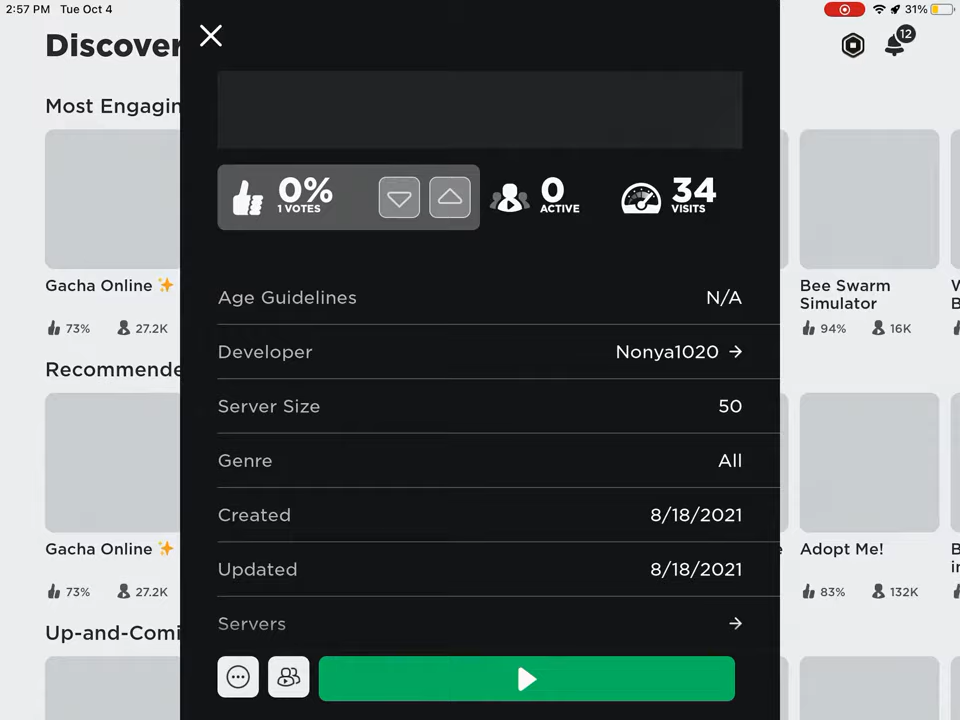 2:57 PM Tue Oct 4
31%
Discover
12
Most Engagin
0%
1 VOTES
0
ACTIVE
34
VISITS
Gacha Online ✨
73% 27.2K
Bee Swarm
Simulator
94% 16K
Age Guidelines N/A
Developer Nonya1020 →
Recommende
Server Size 50
Genre All
Created 8/18/2021
Gacha Online ✨
73% 27.2K
Adopt Me!
83% 132K
Updated 8/18/2021
Servers →
Up-and-Comi